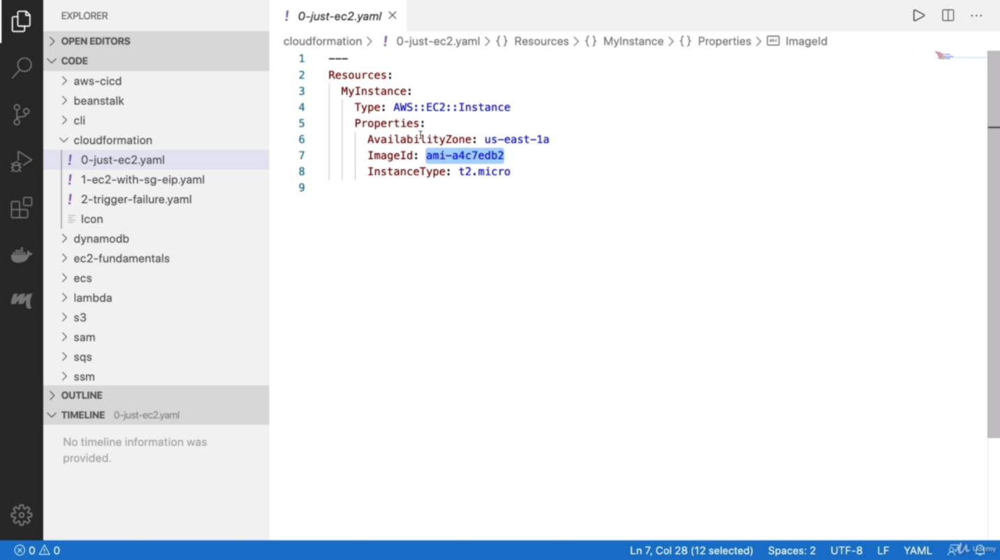 EXPLORER
OPEN EDITORS
CODE
aws-cicd
beanstalk
cli
cloudformation
! 0-just-ec2.yaml
! 1-ec2-with-sg-eip.yaml
! 2-trigger-failure.yaml
Icon
dynamodb
ec2-fundamentals
ecs
lambda
s3
sam
sqs
ssm
OUTLINE
TIMELINE 0-just-ec2.yaml
No timeline information was
provided.
! 0-just-ec2.yaml
cloudformation > ! 0-just-ec2.yaml > {} Resources > {} MyInstance > {} Properties > abc ImageId
1 ---
2 Resources:
3 MyInstance:
4 Type: AWS::EC2::Instance
5 Properties:
6 AvailabilityZone: us-east-1a
7 ImageId: ami-a4c7edb2
8 InstanceType: t2.micro
9
0 0
Ln 7, Col 28 (12 selected) Spaces: 2 UTF-8 LF YAML
Udemy